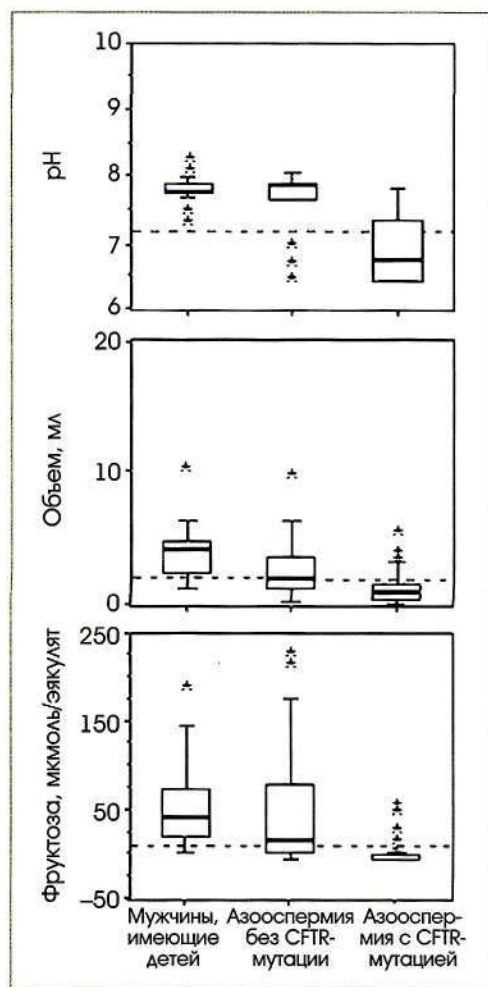 10
pH
8
7
6
20
Объем, мл
10
0
250
Фруктоза, мкмоль/эякулят
150
50
–50
Мужчины,
имеющие
детей
Азооспермия
без CFTR-
мутации
Азооспер-
мия с CFTR-
мутацией